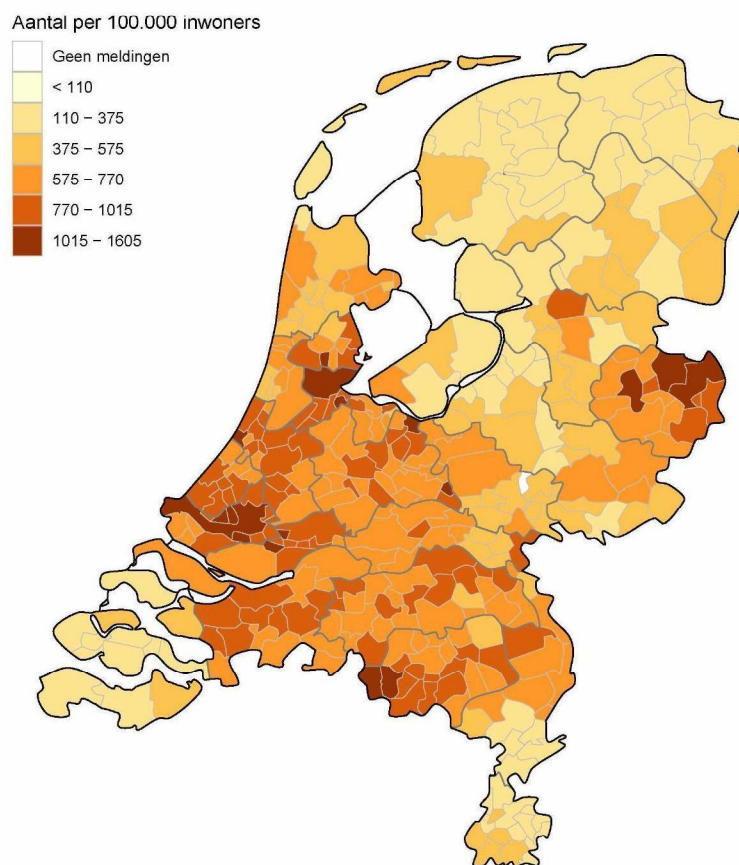 Aantal per 100.000 inwoners
Geen meldingen
< 110
110 – 375
375 – 575
575 – 770
770 – 1015
1015 – 1605